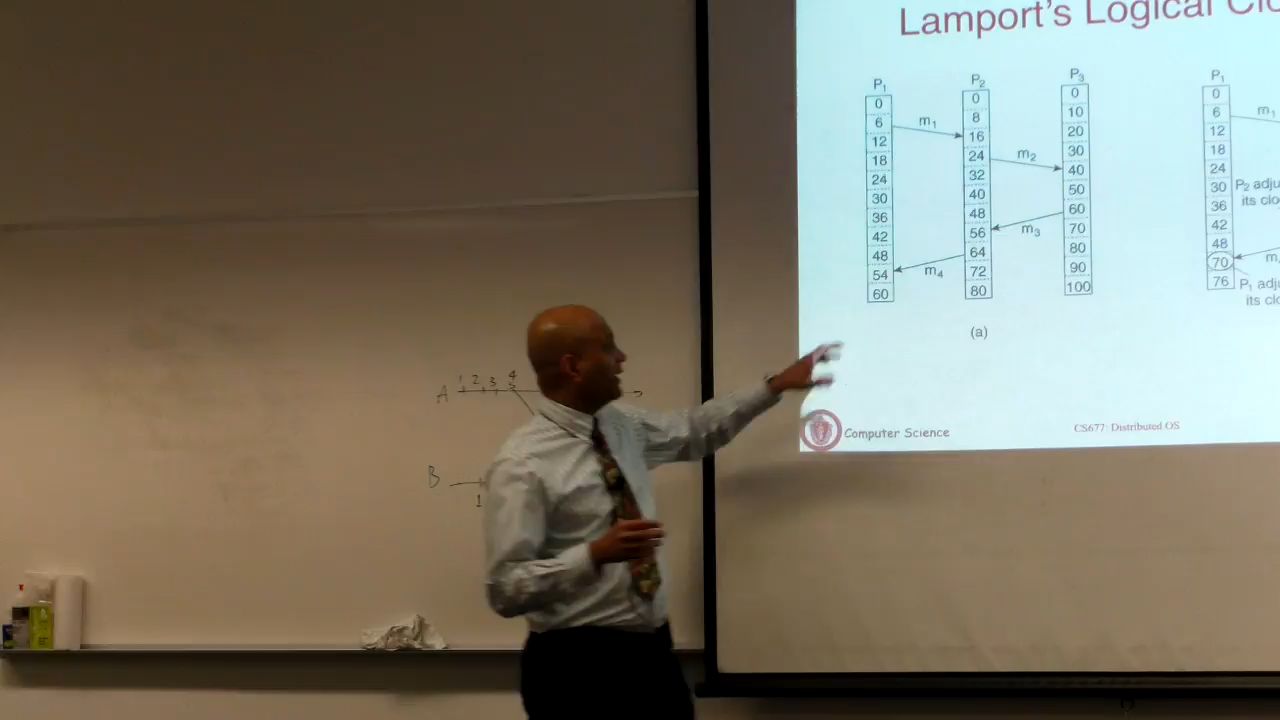 Lamport's Logical Clo
P1 P2 P3 P1
0 0 0 0
6 8 10 6
12 16 20 12
18 24 30 18
24 32 40 24
30 40 50 30
36 48 60 36
42 56 70 42
48 64 80 48
54 72 90 70
60 80 100 76
m1
m2
m3
m4
m1
P2 adju
its clo
m
P1 adju
its clo
(a)
Computer Science
CS677: Distributed OS
A 1 2 3 4
5
B
1